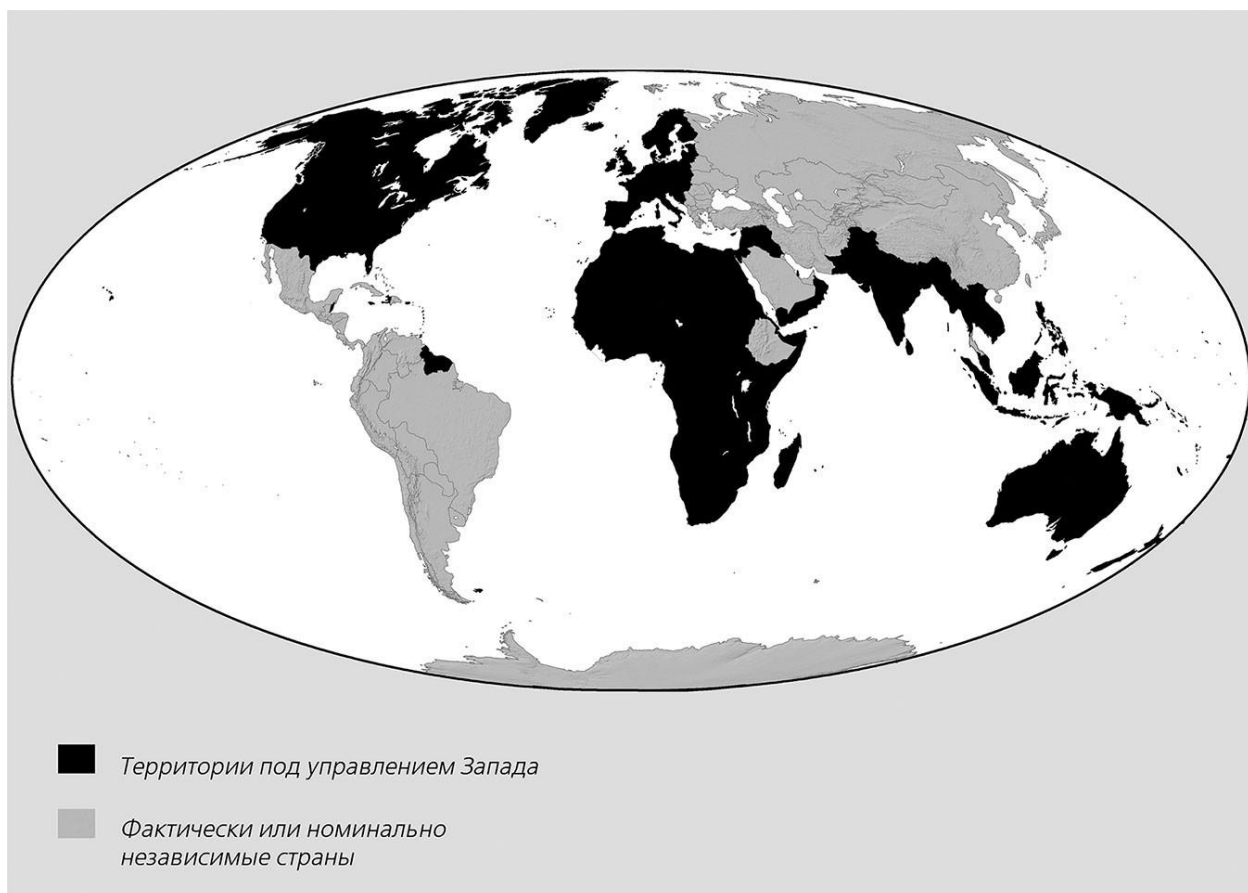 Территории под управлением Запада
Фактически или номинально
независимые страны